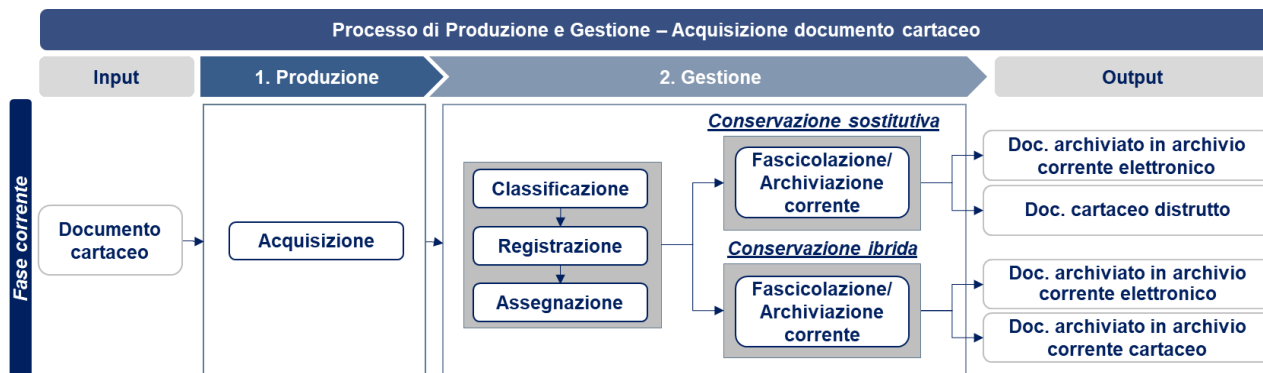 Processo di Produzione e Gestione – Acquisizione documento cartaceo
Input
1. Produzione
2. Gestione
Output
Fase corrente
Documento
cartaceo
Acquisizione
Classificazione
Registrazione
Assegnazione
Conservazione sostitutiva
Fascicolazione/
Archiviazione
corrente
Conservazione ibrida
Fascicolazione/
Archiviazione
corrente
Doc. archiviato in archivio
corrente elettronico
Doc. cartaceo distrutto
Doc. archiviato in archivio
corrente elettronico
Doc. archiviato in archivio
corrente cartaceo